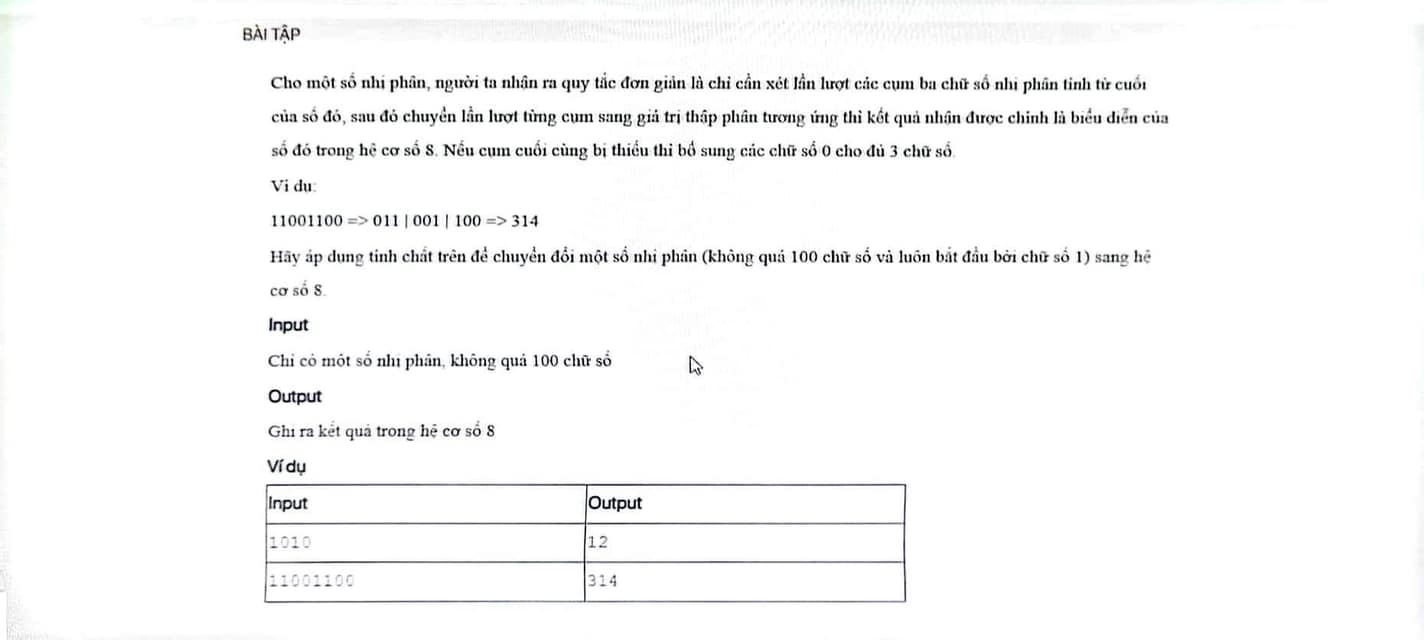 BÀI TẬP
Cho một số nhị phân, người ta nhận ra quy tắc đơn giản là chỉ cần xét lần lượt các cụm ba chữ số nhị phân tính từ cuối
của số đó, sau đó chuyển lần lượt từng cụm sang giá trị thập phân tương ứng thì kết quả nhận được chính là biểu diễn của
số đó trong hệ cơ số 8. Nếu cụm cuối cùng bị thiếu thì bổ sung các chữ số 0 cho đủ 3 chữ số.
Ví dụ:
11001100 => 011 | 001 | 100 => 314
Hãy áp dụng tính chất trên để chuyển đổi một số nhị phân (không quá 100 chữ số và luôn bắt đầu bởi chữ số 1) sang hệ
cơ số 8.
Input
Chỉ có một số nhị phân, không quá 100 chữ số
Output
Ghi ra kết quả trong hệ cơ số 8
Ví dụ
Input Output
1010 12
11001100 314